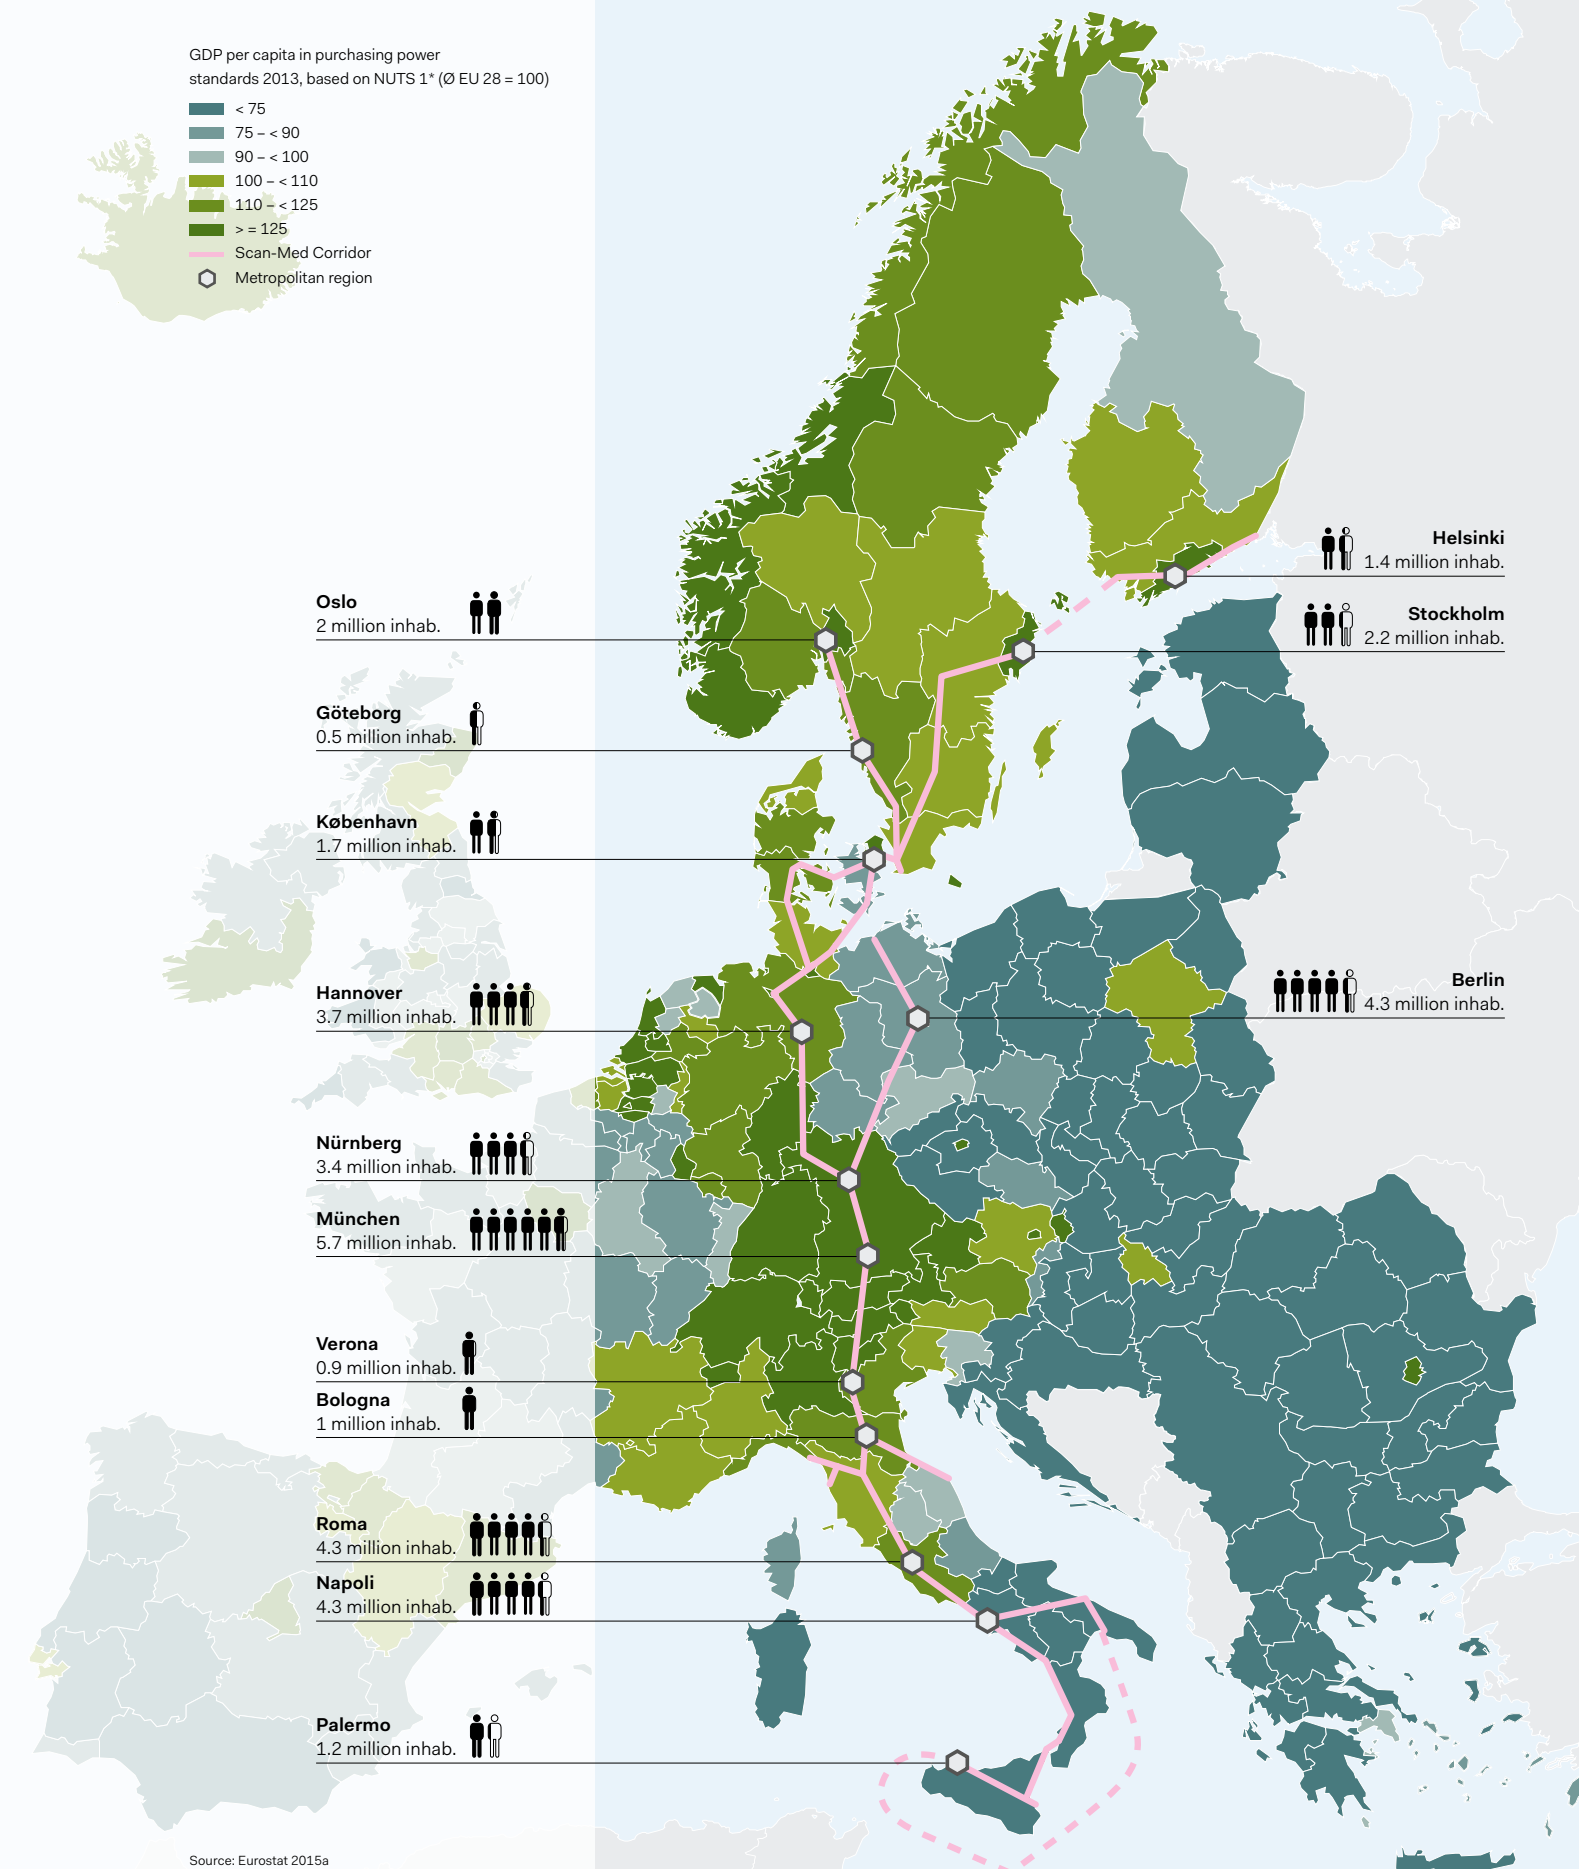 GDP per capita in purchasing power
standards 2013, based on NUTS 1* (Ø EU 28 = 100)
< 75
75 – < 90
90 – < 100
100 – < 110
110 – < 125
> = 125
Scan-Med Corridor
Metropolitan region
Helsinki
1.4 million inhab.
Oslo
2 million inhab.
Stockholm
2.2 million inhab.
Göteborg
0.5 million inhab.
København
1.7 million inhab.
Hannover
3.7 million inhab.
Berlin
4.3 million inhab.
Nürnberg
3.4 million inhab.
München
5.7 million inhab.
Verona
0.9 million inhab.
Bologna
1 million inhab.
Roma
4.3 million inhab.
Napoli
4.3 million inhab.
Palermo
1.2 million inhab.
Source: Eurostat 2015a